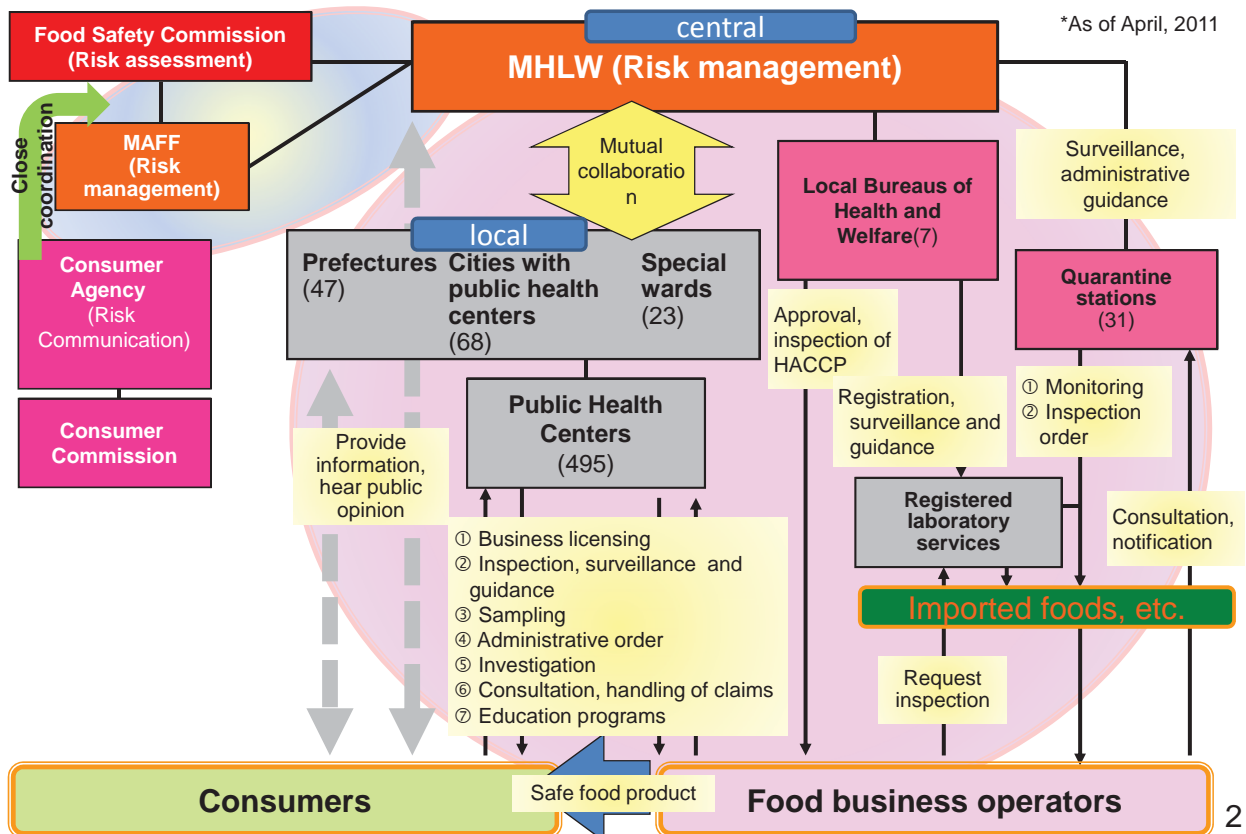 *As of April, 2011
Food Safety Commission
(Risk assessment)
central
MHLW (Risk management)
Close
coordination
MAFF
(Risk
management)
Mutual
collaboratio
n
Surveillance,
administrative
guidance
Local Bureaus of
Health and
Welfare(7)
local
Prefectures
(47)
Cities with
public health
centers
(68)
Special
wards
(23)
Consumer
Agency
(Risk
Communication)
Quarantine
stations
(31)
Approval,
inspection of
HACCP
Public Health
Centers
(495)
Registration,
surveillance and
guidance
① Monitoring
② Inspection
order
Consumer
Commission
Provide
information,
hear public
opinion
Registered
laboratory
services
Consultation,
notification
① Business licensing
② Inspection, surveillance and
guidance
③ Sampling
④ Administrative order
⑤ Investigation
⑥ Consultation, handling of claims
⑦ Education programs
Imported foods, etc.
Request
inspection
Consumers
Safe food product
Food business operators
2